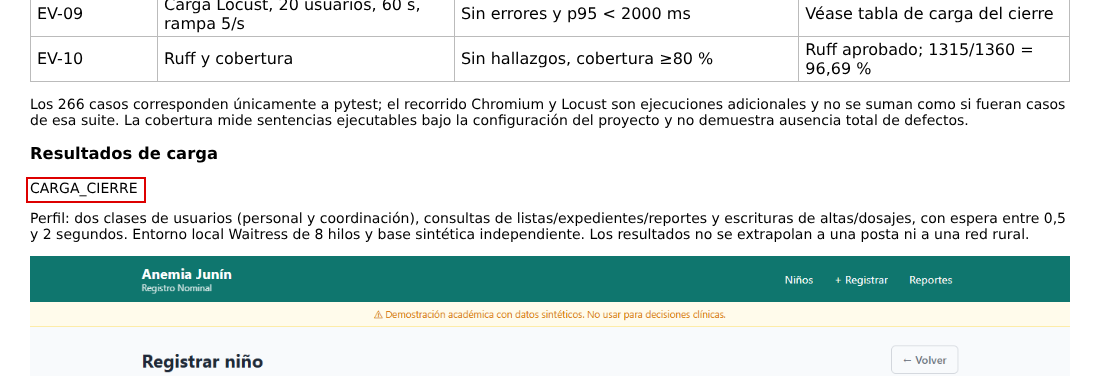 EV-09
Carga Locust, 20 usuarios, 60 s,
rampa 5/s
Sin errores y p95 < 2000 ms
Véase tabla de carga del cierre
EV-10
Ruff y cobertura
Sin hallazgos, cobertura ≥80 %
Ruff aprobado; 1315/1360 =
96,69 %
Los 266 casos corresponden únicamente a pytest; el recorrido Chromium y Locust son ejecuciones adicionales y no se suman como si fueran casos
de esa suite. La cobertura mide sentencias ejecutables bajo la configuración del proyecto y no demuestra ausencia total de defectos.
Resultados de carga
CARGA_CIERRE
Perfil: dos clases de usuarios (personal y coordinación), consultas de listas/expedientes/reportes y escrituras de altas/dosajes, con espera entre 0,5
y 2 segundos. Entorno local Waitress de 8 hilos y base sintética independiente. Los resultados no se extrapolan a una posta ni a una red rural.
Anemia Junín
Registro Nominal
Niños
+ Registrar
Reportes
⚠ Demostración académica con datos sintéticos. No usar para decisiones clínicas.
Registrar niño
← Volver